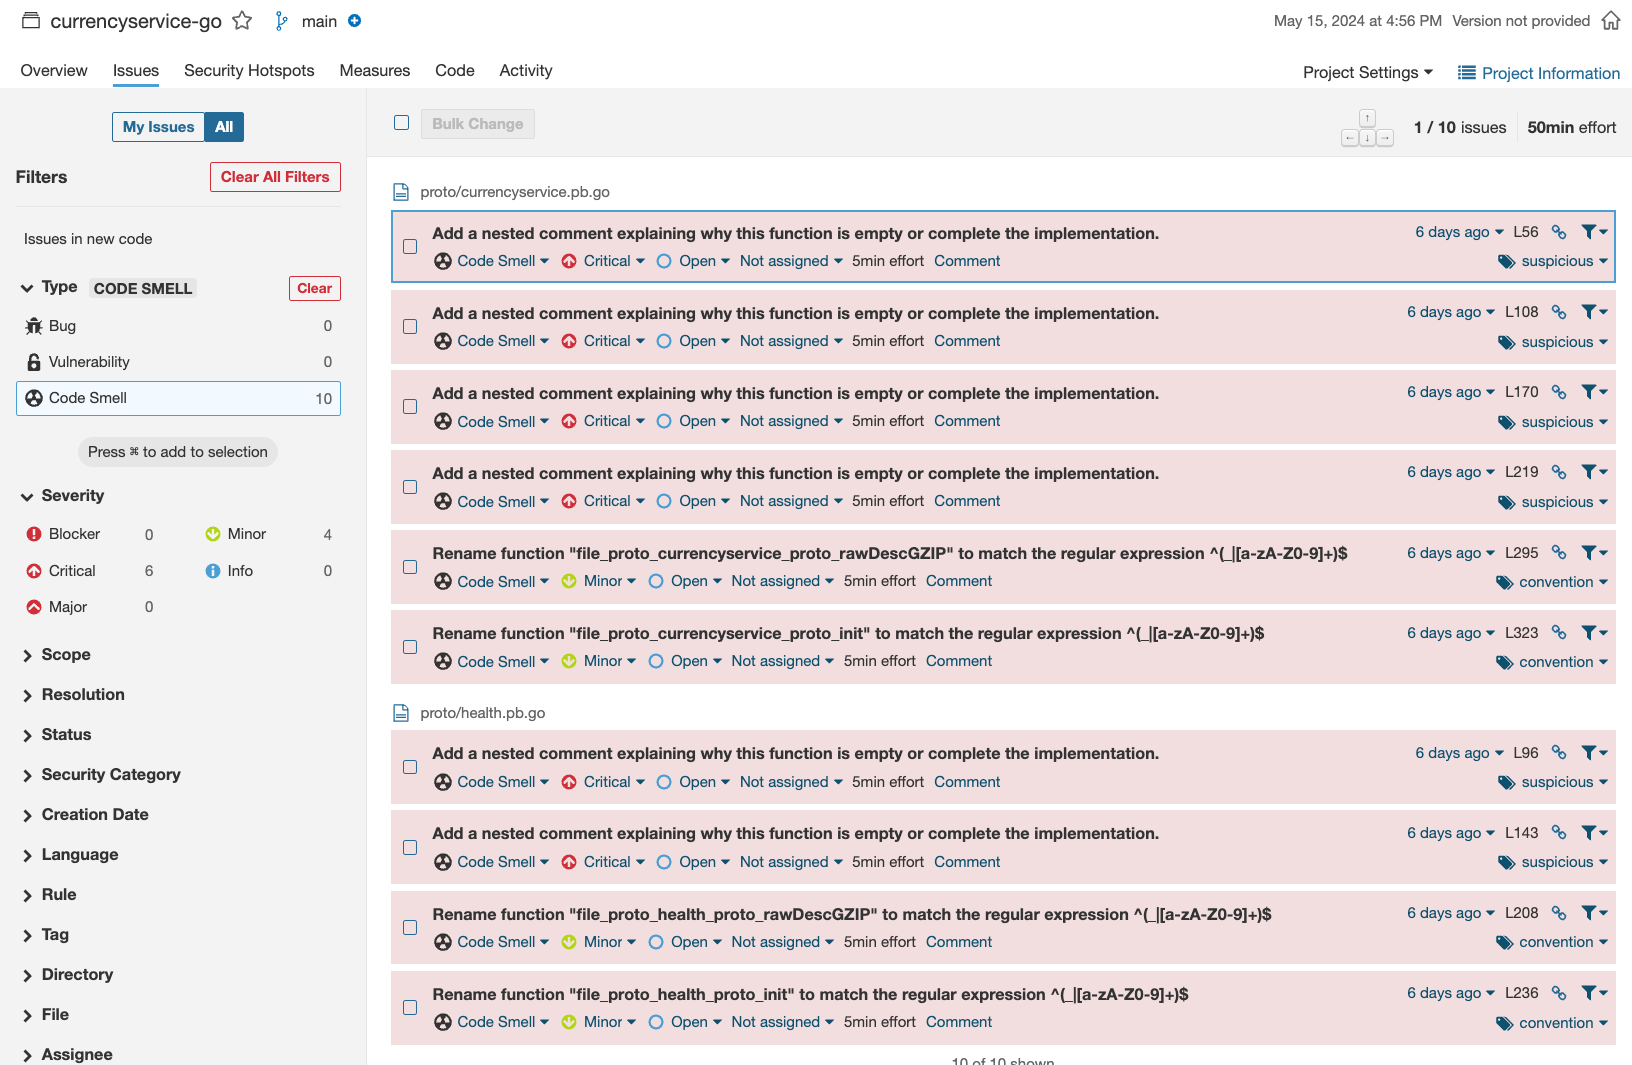 currencyservice-go main
May 15, 2024 at 4:56 PM Version not provided
Overview Issues Security Hotspots Measures Code Activity
Project Settings Project Information
My Issues All
Filters Clear All Filters
Issues in new code
Type CODE SMELL Clear
Bug 0
Vulnerability 0
Code Smell 10
Press ⌘ to add to selection
Severity
Blocker 0 Minor 4
Critical 6 Info 0
Major 0
Scope
Resolution
Status
Security Category
Creation Date
Language
Rule
Tag
Directory
File
Assignee
Bulk Change
↑
← ↓ →
1 / 10 issues 50min effort
proto/currencyservice.pb.go
Add a nested comment explaining why this function is empty or complete the implementation. 6 days ago L56
Code Smell Critical Open Not assigned 5min effort Comment suspicious
Add a nested comment explaining why this function is empty or complete the implementation. 6 days ago L108
Code Smell Critical Open Not assigned 5min effort Comment suspicious
Add a nested comment explaining why this function is empty or complete the implementation. 6 days ago L170
Code Smell Critical Open Not assigned 5min effort Comment suspicious
Add a nested comment explaining why this function is empty or complete the implementation. 6 days ago L219
Code Smell Critical Open Not assigned 5min effort Comment suspicious
Rename function "file_proto_currencyservice_proto_rawDescGZIP" to match the regular expression ^(_|[a-zA-Z0-9]+)$ 6 days ago L295
Code Smell Minor Open Not assigned 5min effort Comment convention
Rename function "file_proto_currencyservice_proto_init" to match the regular expression ^(_|[a-zA-Z0-9]+)$ 6 days ago L323
Code Smell Minor Open Not assigned 5min effort Comment convention
proto/health.pb.go
Add a nested comment explaining why this function is empty or complete the implementation. 6 days ago L96
Code Smell Critical Open Not assigned 5min effort Comment suspicious
Add a nested comment explaining why this function is empty or complete the implementation. 6 days ago L143
Code Smell Critical Open Not assigned 5min effort Comment suspicious
Rename function "file_proto_health_proto_rawDescGZIP" to match the regular expression ^(_|[a-zA-Z0-9]+)$ 6 days ago L208
Code Smell Minor Open Not assigned 5min effort Comment convention
Rename function "file_proto_health_proto_init" to match the regular expression ^(_|[a-zA-Z0-9]+)$ 6 days ago L236
Code Smell Minor Open Not assigned 5min effort Comment convention
10 of 10 shown